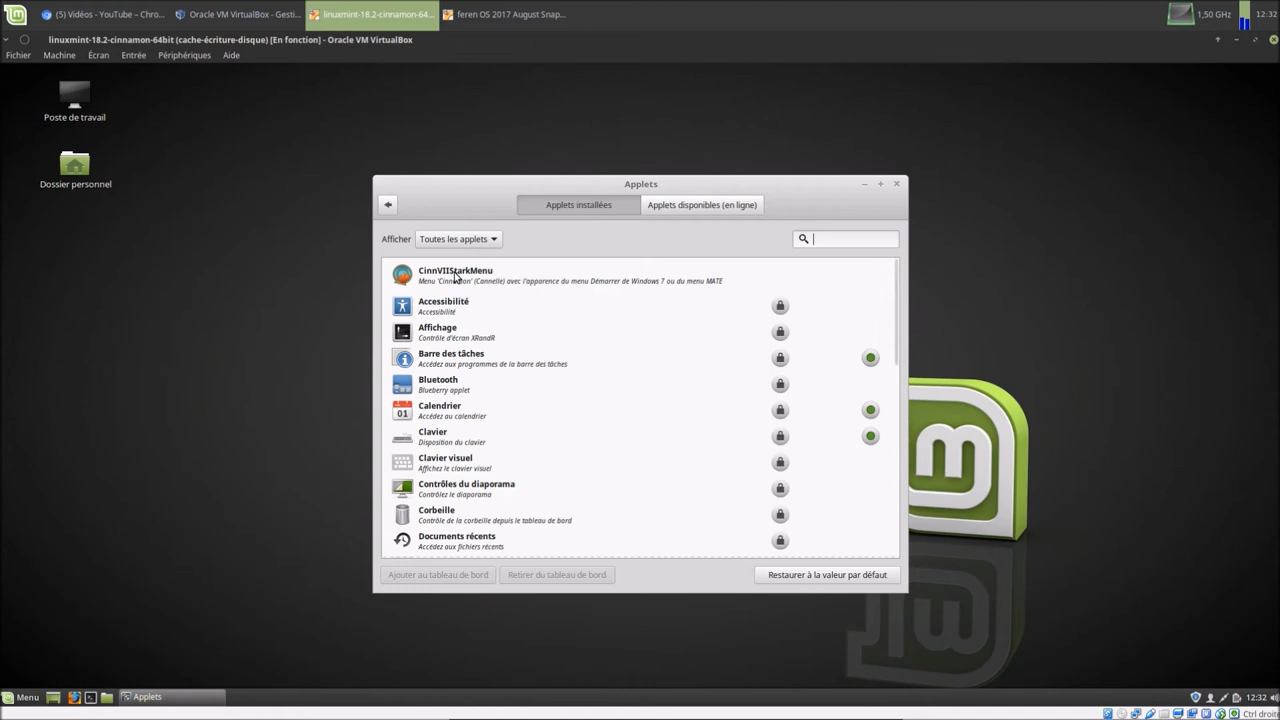 (5) Vidéos - YouTube – Chro...
Oracle VM VirtualBox - Gesti...
linuxmint-18.2-cinnamon-64...
feren OS 2017 August Snap...
1,50 GHz
12:32
linuxmint-18.2-cinnamon-64bit (cache-écriture-disque) [En fonction] - Oracle VM VirtualBox
Fichier Machine Écran Entrée Périphériques Aide
Poste de travail
Dossier personnel
Applets
Applets installées
Applets disponibles (en ligne)
Afficher
Toutes les applets
CinnVIIStarkMenu
Menu 'Cinnamon' (Cannelle) avec l'apparence du menu Démarrer de Windows 7 ou du menu MATE
Accessibilité
Accessibilité
Affichage
Contrôle d'écran XRandR
Barre des tâches
Accédez aux programmes de la barre des tâches
Bluetooth
Blueberry applet
01
Calendrier
Accédez au calendrier
Clavier
Disposition du clavier
Clavier visuel
Affichez le clavier visuel
Contrôles du diaporama
Contrôlez le diaporama
Corbeille
Contrôle de la corbeille depuis le tableau de bord
Documents récents
Accédez aux fichiers récents
Ajouter au tableau de bord
Retirer du tableau de bord
Restaurer à la valeur par défaut
Menu
Applets
12:32
Ctrl droite